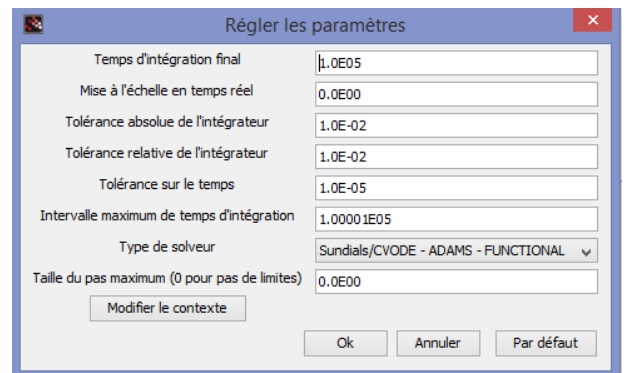 Régler les paramètres
Temps d'intégration final 1.0E05
Mise à l'échelle en temps réel 0.0E00
Tolérance absolue de l'intégrateur 1.0E-02
Tolérance relative de l'intégrateur 1.0E-02
Tolérance sur le temps 1.0E-05
Intervalle maximum de temps d'intégration 1.00001E05
Type de solveur Sundials/CVODE - ADAMS - FUNCTIONAL
Taille du pas maximum (0 pour pas de limites) 0.0E00
Modifier le contexte
Ok Annuler Par défaut